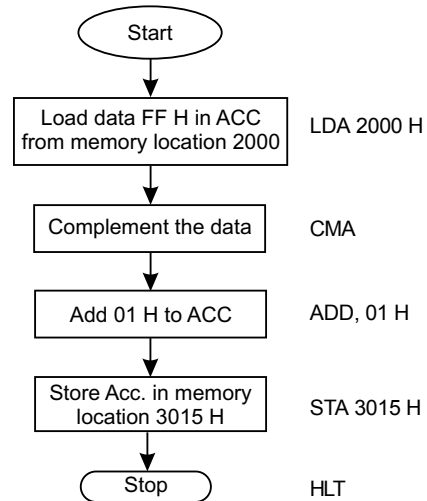 Start
Load data FF H in ACC
from memory location 2000
LDA 2000 H
Complement the data
CMA
Add 01 H to ACC
ADD, 01 H
Store Acc. in memory
location 3015 H
STA 3015 H
Stop
HLT